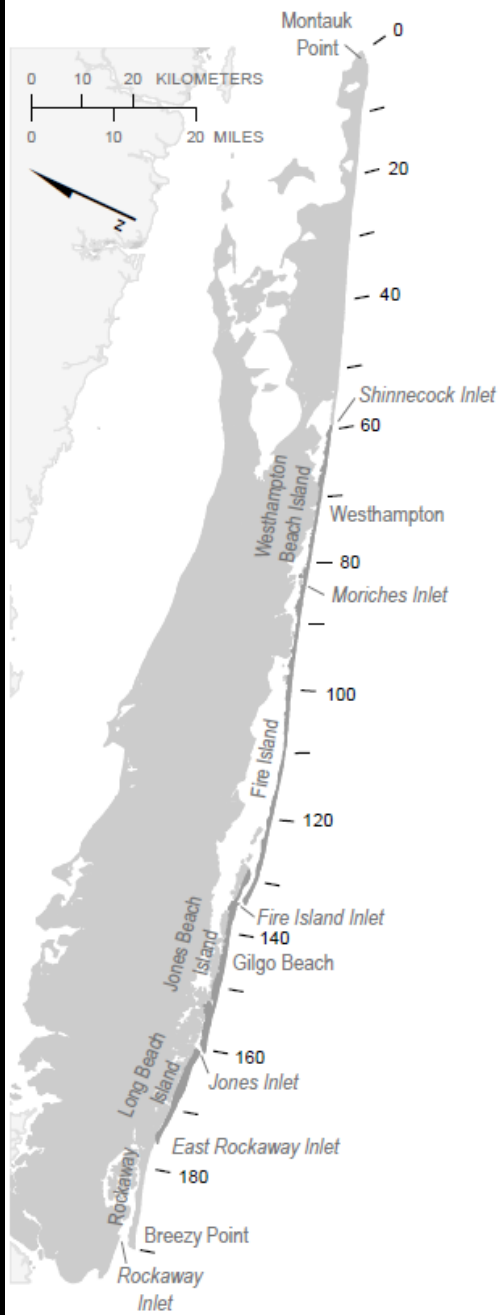 Montauk
Point
0
0 10 20 KILOMETERS
0 10 20 MILES
N
20
40
Shinnecock Inlet
60
Westhampton
Beach Island
Westhampton
80
Moriches Inlet
100
Fire Island
120
Fire Island Inlet
140
Jones Beach
Island
Gilgo Beach
160
Jones Inlet
Long Beach
Island
East Rockaway Inlet
180
Rockaway
Breezy Point
Rockaway
Inlet